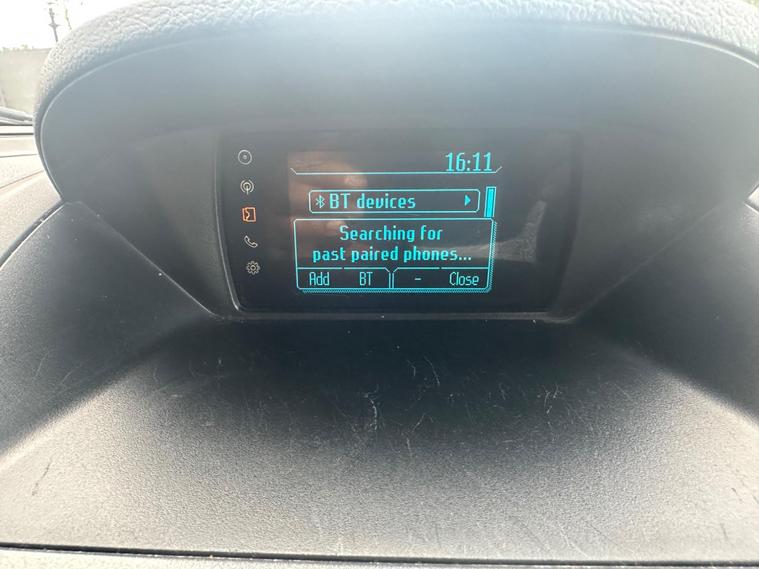 16:11
BT devices
Searching for
past paired phones...
Add BT - Close